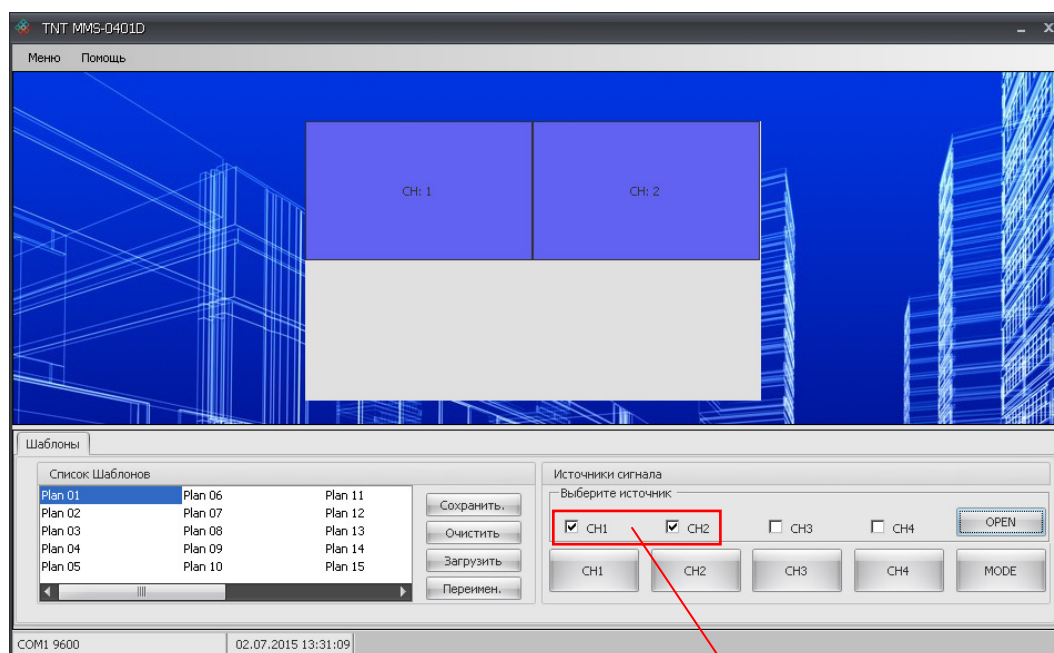 TNT MMS-0401D
Меню Помощь
CH: 1 CH: 2
Шаблоны
Список Шаблонов
Plan 01 Plan 06 Plan 11
Plan 02 Plan 07 Plan 12
Plan 03 Plan 08 Plan 13
Plan 04 Plan 09 Plan 14
Plan 05 Plan 10 Plan 15
Сохранить.
Очистить
Загрузить
Переимен.
Источники сигнала
Выберите источник
CH1 CH2 CH3 CH4 OPEN
CH1 CH2 CH3 CH4 MODE
COM1 9600 02.07.2015 13:31:09